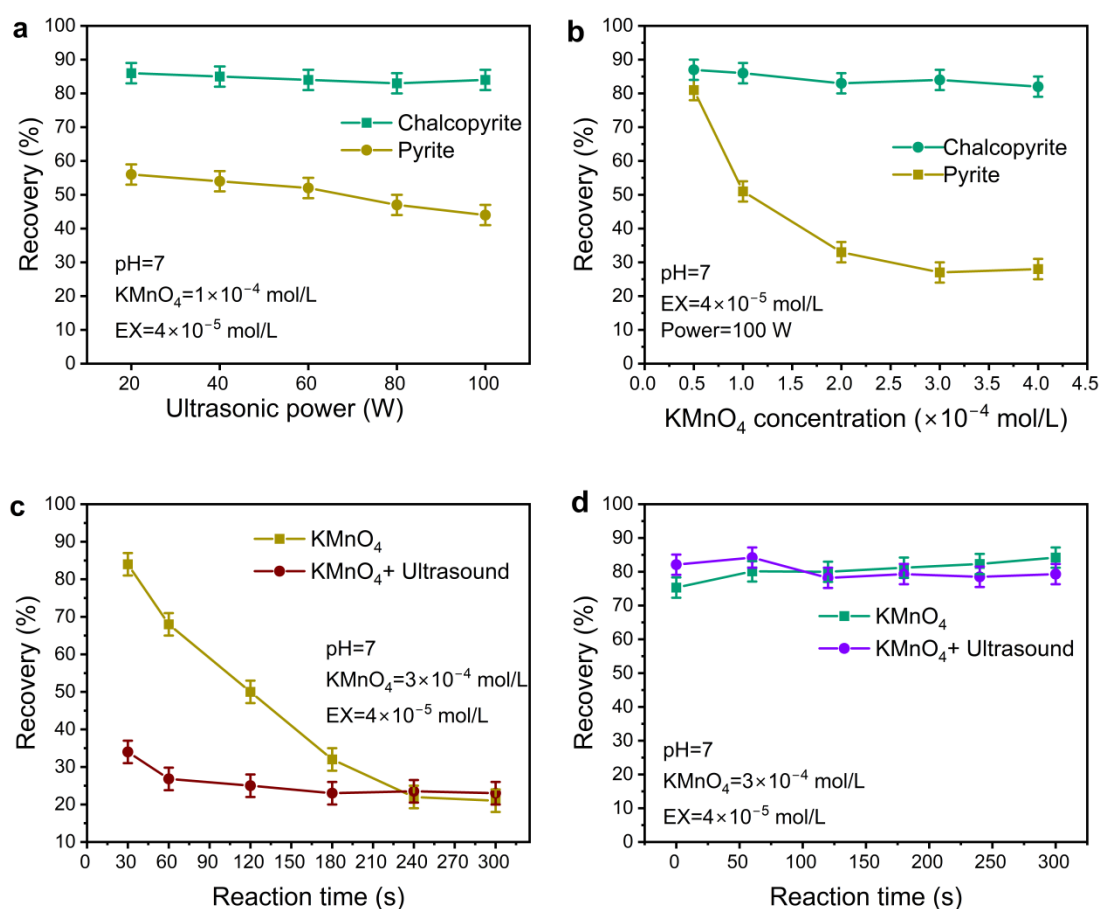 a
Recovery (%)
100
90
80
70
60
50
40
30
20
10
0
Chalcopyrite
Pyrite
pH=7
KMnO₄=1×10⁻⁴ mol/L
EX=4×10⁻⁵ mol/L
20 40 60 80 100
Ultrasonic power (W)
b
Recovery (%)
100
90
80
70
60
50
40
30
20
10
0
Chalcopyrite
Pyrite
pH=7
EX=4×10⁻⁵ mol/L
Power=100 W
0.0 0.5 1.0 1.5 2.0 2.5 3.0 3.5 4.0 4.5
KMnO₄ concentration (×10⁻⁴ mol/L)
c
Recovery (%)
100
90
80
70
60
50
40
30
20
10
KMnO₄
KMnO₄+ Ultrasound
pH=7
KMnO₄=3×10⁻⁴ mol/L
EX=4×10⁻⁵ mol/L
0 30 60 90 120 150 180 210 240 270 300
Reaction time (s)
d
Recovery (%)
100
90
80
70
60
50
40
30
20
10
0
KMnO₄
KMnO₄+ Ultrasound
pH=7
KMnO₄=3×10⁻⁴ mol/L
EX=4×10⁻⁵ mol/L
0 50 100 150 200 250 300
Reaction time (s)